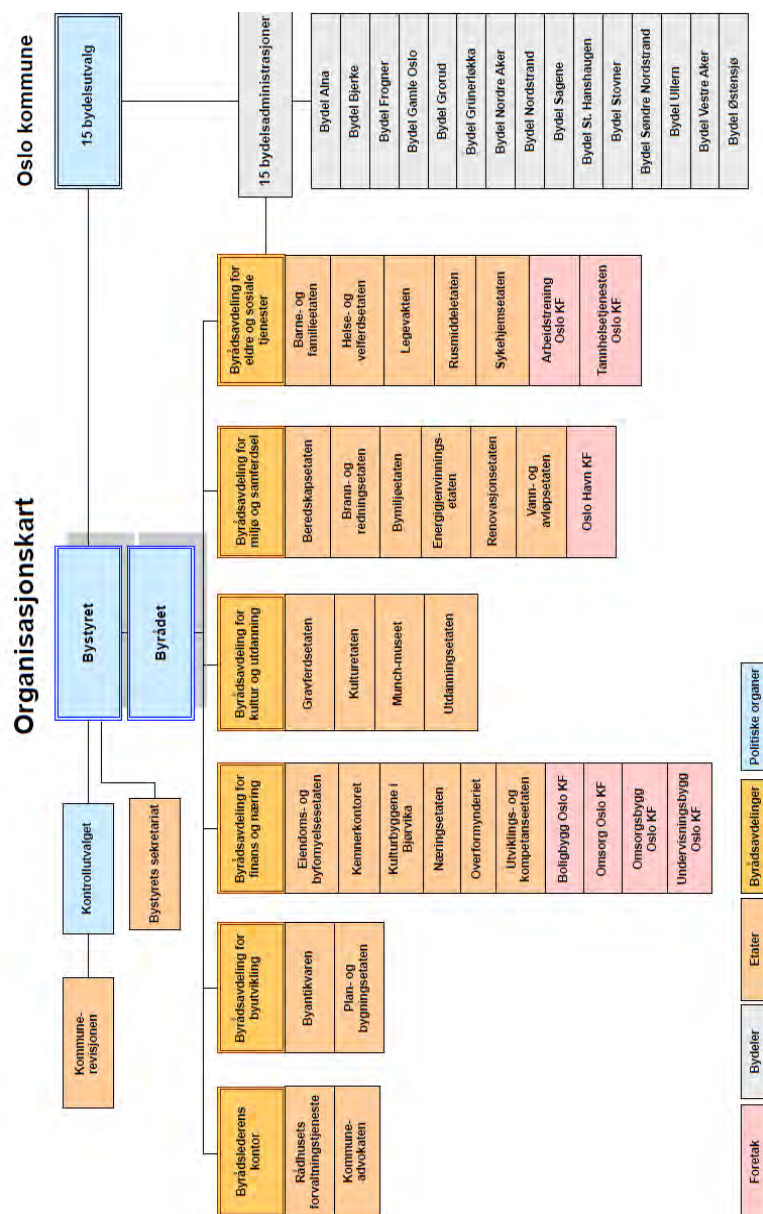 Organisasjonskart
Oslo kommune
Bystyret
Byrådet
15 bydelsutvalg
Kontrollutvalget
Kommune-
revisjonen
Bystyrets sekretariat
15 bydelsadministrasjoner
Byrådslederens
kontor
Rådhusets
forvaltningstjeneste
Kommune-
advokaten
Byrådsavdeling for
byutvikling
Byantikvaren
Plan- og
bygningsetaten
Byrådsavdeling for
finans og næring
Eiendoms- og
byfornyelsesetaten
Kemnerkontoret
Kulturbyggene i
Bjørvika
Næringsetaten
Overformynderiet
Utviklings- og
kompetanseetaten
Boligbygg Oslo KF
Omsorg Oslo KF
Omsorgsbygg
Oslo KF
Undervisningsbygg
Oslo KF
Byrådsavdeling for
kultur og utdanning
Gravferdsetaten
Kulturetaten
Munch-museet
Utdanningsetaten
Byrådsavdeling for
miljø og samferdsel
Beredskapsetaten
Brann- og
redningsetaten
Bymiljøetaten
Energigjenvinnings-
etaten
Renovasjonsetaten
Vann- og
avløpsetaten
Oslo Havn KF
Byrådsavdeling for
eldre og sosiale
tjenester
Barne- og
familieetaten
Helse- og
velferdsetaten
Legevakten
Rusmiddeletaten
Sykehjemsetaten
Arbeidstrening
Oslo KF
Tannhelsetjenesten
Oslo KF
Bydel Alna
Bydel Bjerke
Bydel Frogner
Bydel Gamle Oslo
Bydel Grorud
Bydel Grünerløkka
Bydel Nordre Aker
Bydel Nordstrand
Bydel Sagene
Bydel St. Hanshaugen
Bydel Stovner
Bydel Søndre Nordstrand
Bydel Ullern
Bydel Vestre Aker
Bydel Østensjø
Foretak
Bydeler
Etater
Byrådsavdelinger
Politiske organer